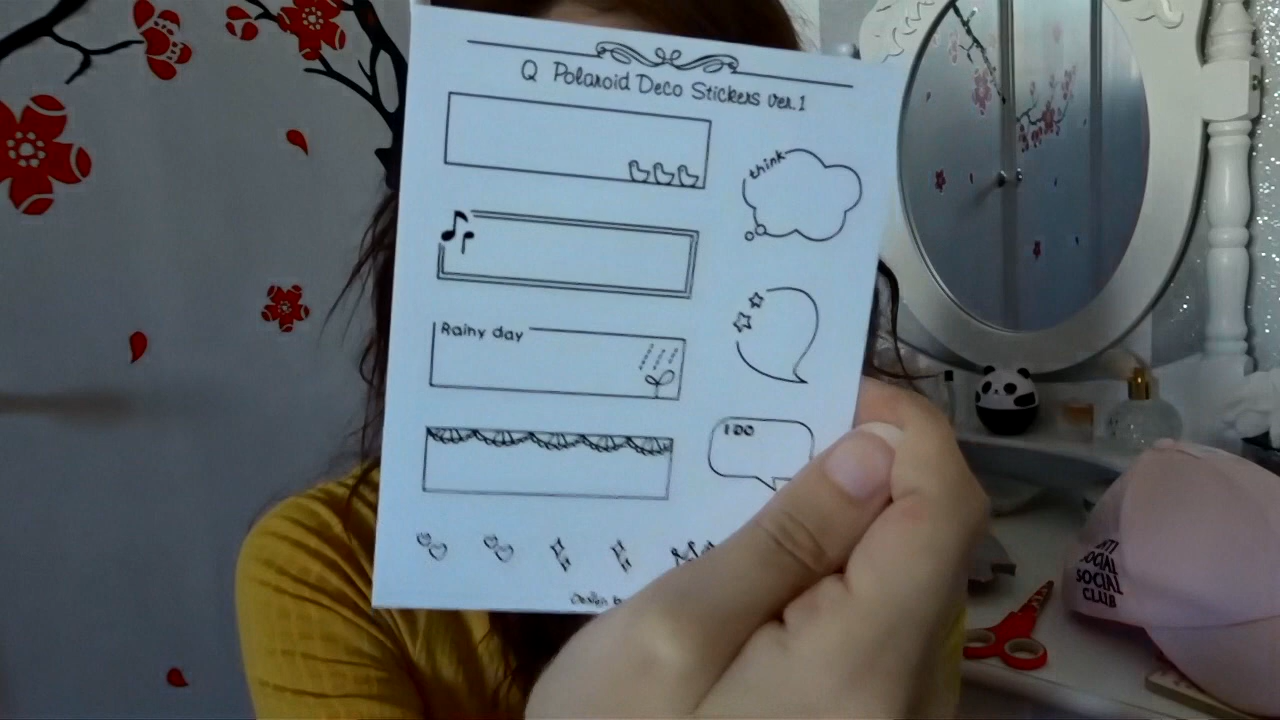 Q Polaroid Deco Stickers ver.1
think
Rainy day
I DO
ANTI
SOCIAL
SOCIAL
CLUB